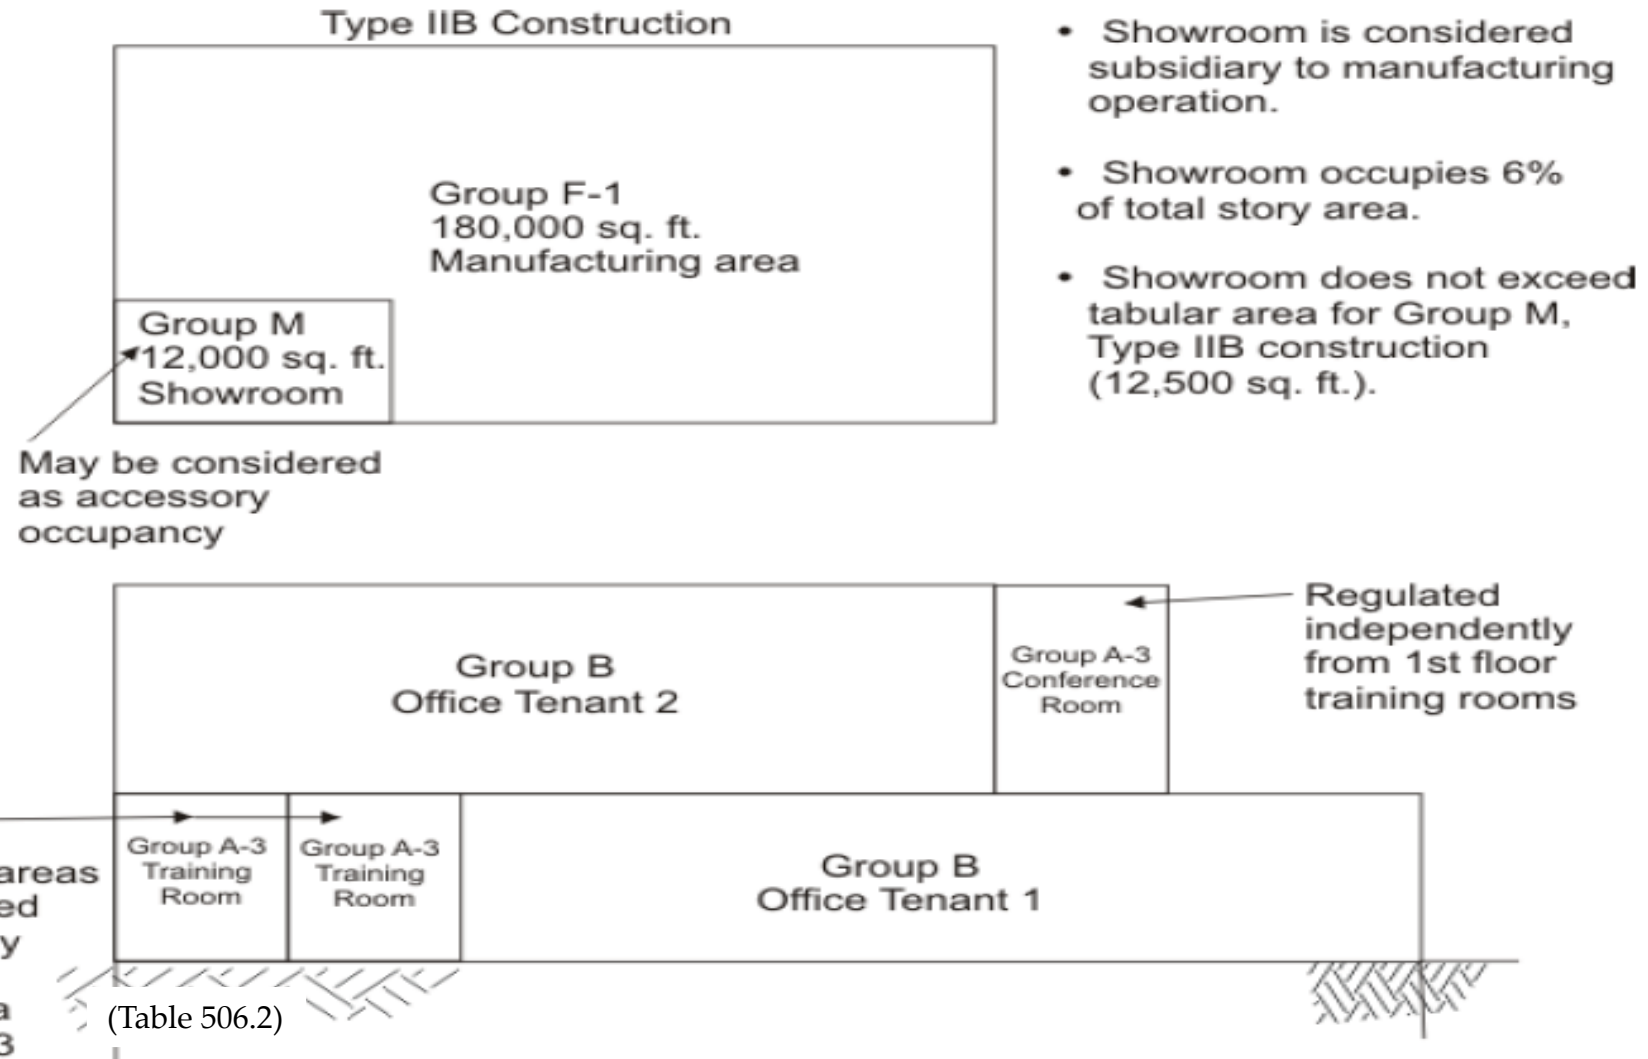 Type IIB Construction
Group F-1
180,000 sq. ft.
Manufacturing area
Group M
12,000 sq. ft.
Showroom
May be considered
as accessory
occupancy
• Showroom is considered
subsidiary to manufacturing
operation.
• Showroom occupies 6%
of total story area.
• Showroom does not exceed
tabular area for Group M,
Type IIB construction
(12,500 sq. ft.).
Group B
Office Tenant 2
Group A-3
Conference
Room
Regulated
independently
from 1st floor
training rooms
areas
ed
y
a
3
Group A-3
Training
Room
Group A-3
Training
Room
Group B
Office Tenant 1
(Table 506.2)